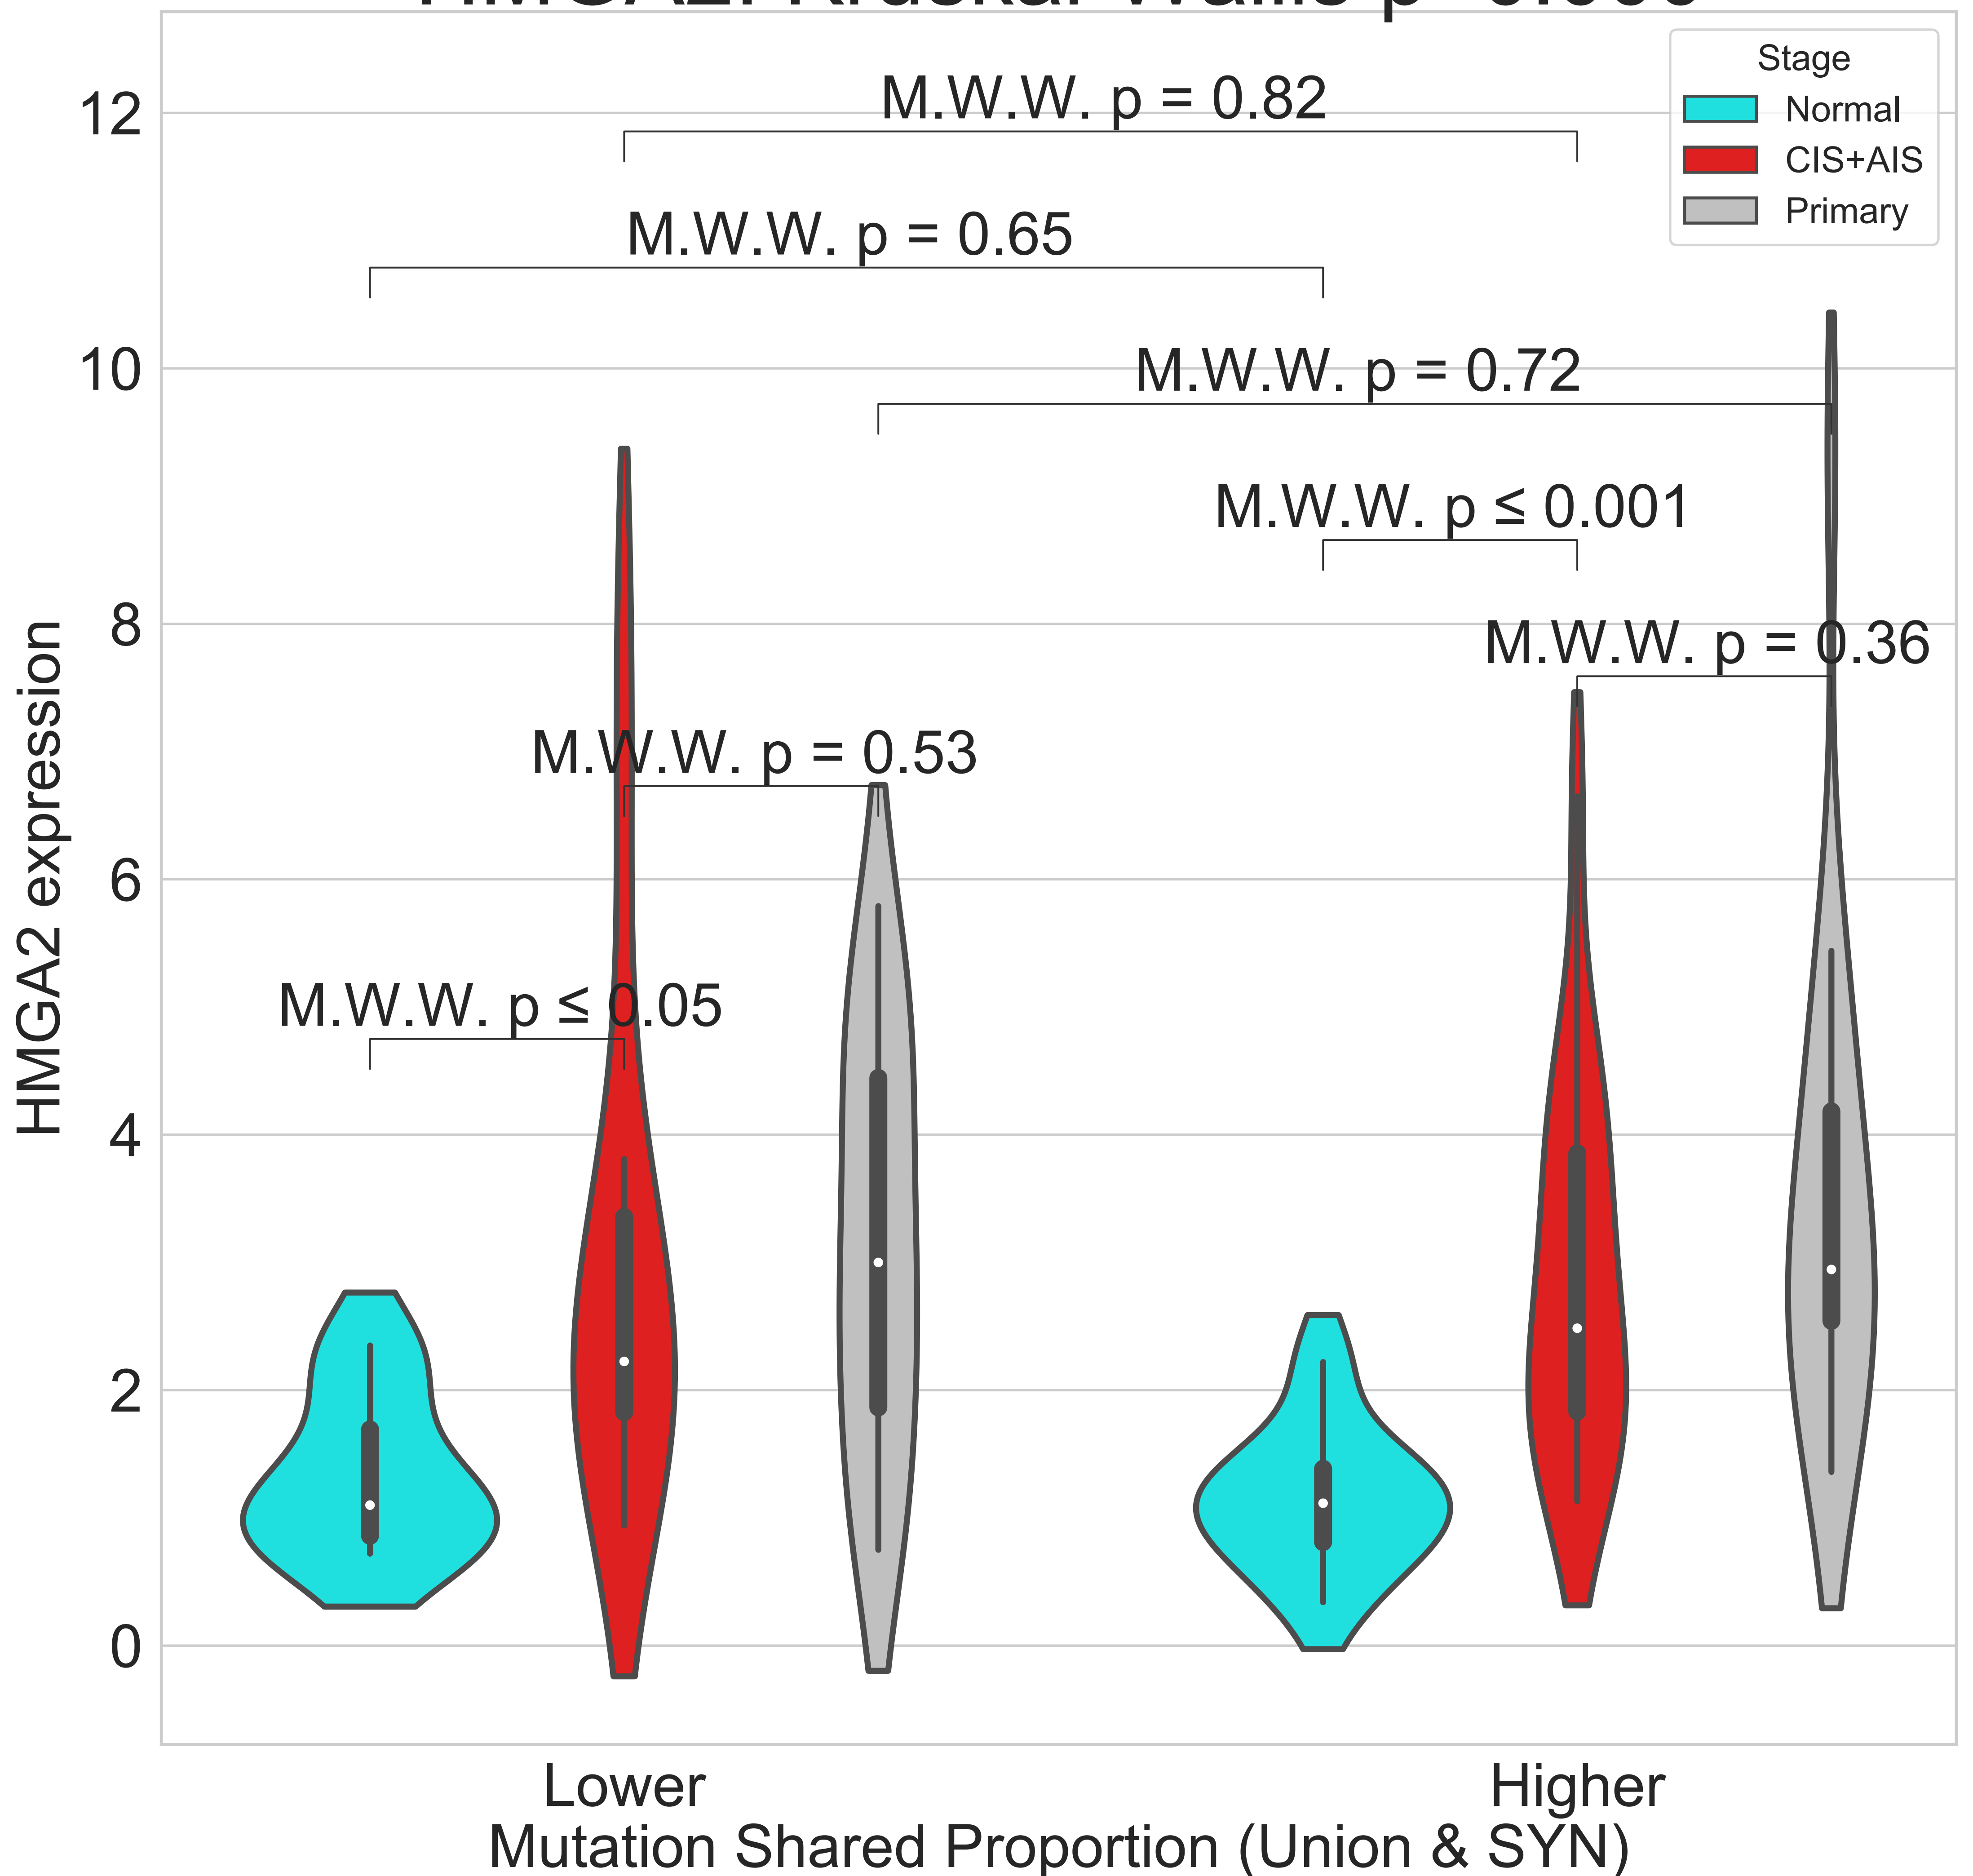 Stage
Normal
CIS+AIS
Primary
M.W.W. p = 0.82
M.W.W. p = 0.65
M.W.W. p = 0.72
M.W.W. p ≤ 0.001
M.W.W. p = 0.36
M.W.W. p = 0.53
M.W.W. p ≤ 0.05
12
10
8
6
4
2
0
HMGA2 expression
Lower
Higher
Mutation Shared Proportion (Union & SYN)